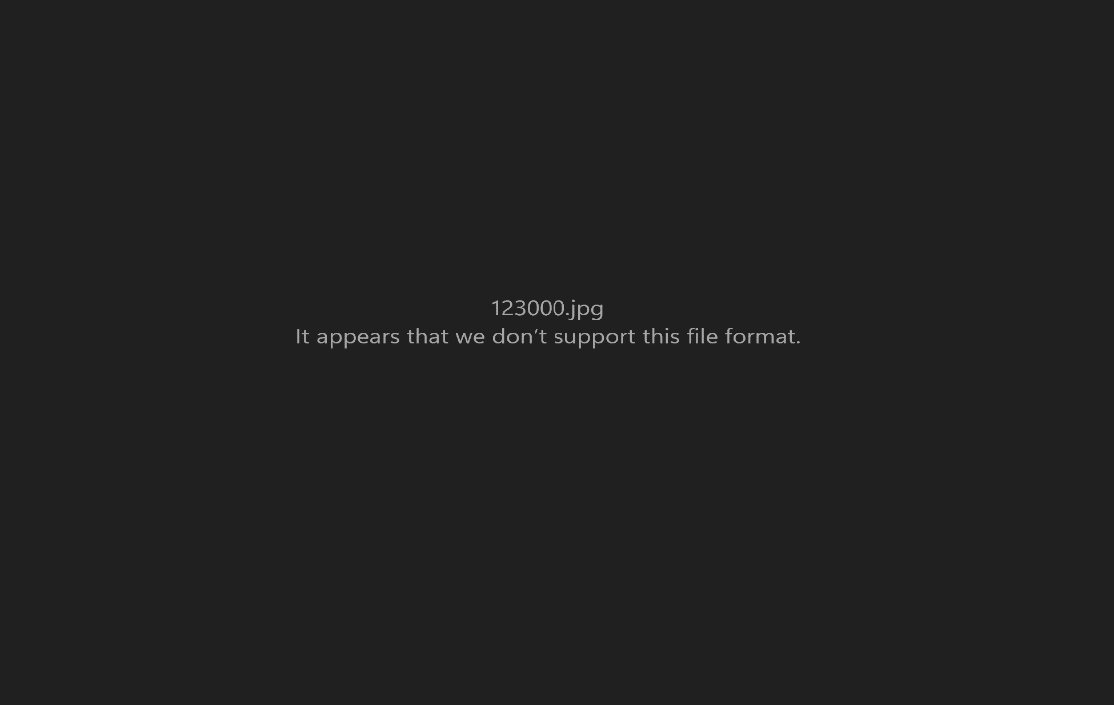 123000.jpg
It appears that we don’t support this file format.